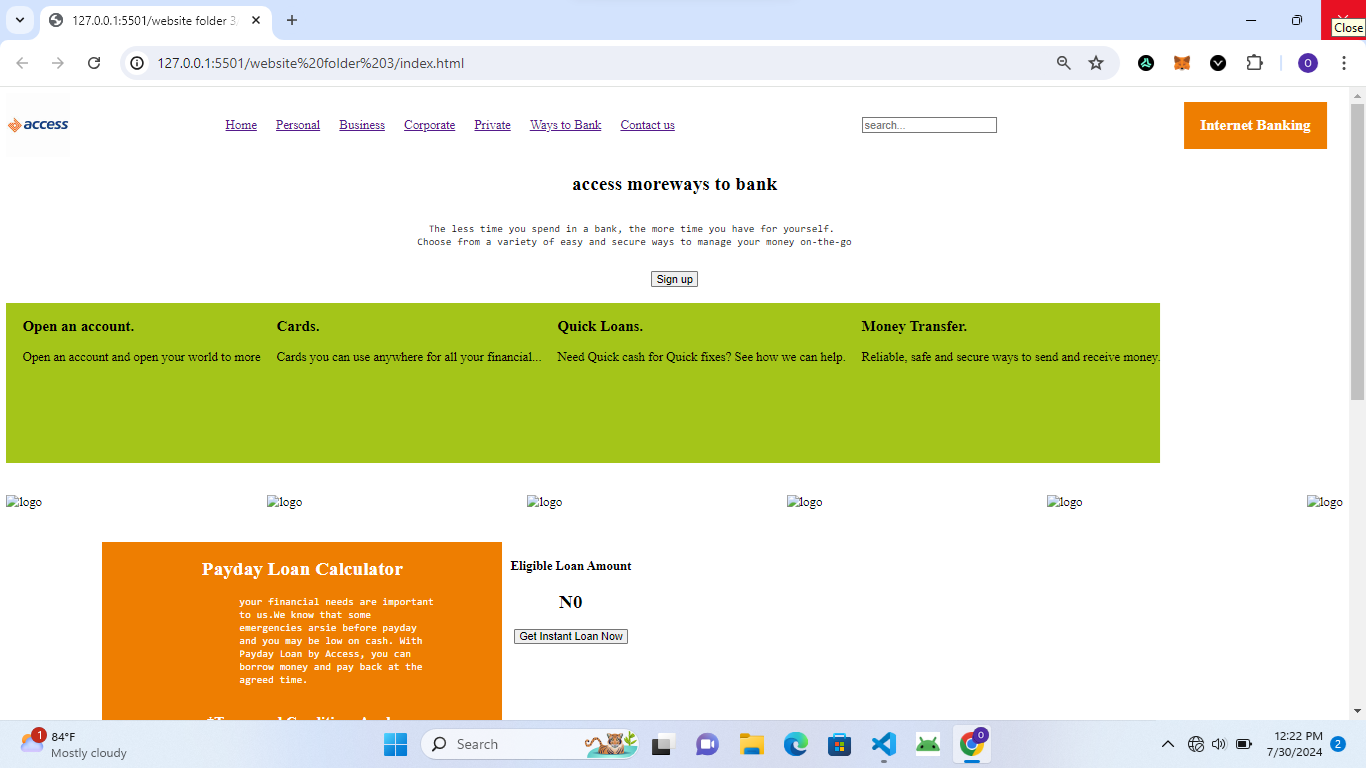 127.0.0.1:5501/website folder 3/
Close
127.0.0.1:5501/website%20folder%203/index.html
O
access
Home Personal Business Corporate Private Ways to Bank Contact us
search...
Internet Banking
access moreways to bank
The less time you spend in a bank, the more time you have for yourself.
Choose from a variety of easy and secure ways to manage your money on-the-go
Sign up
Open an account. Cards. Quick Loans. Money Transfer.
Open an account and open your world to more Cards you can use anywhere for all your financial... Need Quick cash for Quick fixes? See how we can help. Reliable, safe and secure ways to send and receive money.
logo logo logo logo logo logo
Payday Loan Calculator
your financial needs are important
to us.We know that some
emergencies arsie before payday
and you may be low on cash. With
Payday Loan by Access, you can
borrow money and pay back at the
agreed time.
Eligible Loan Amount
N0
Get Instant Loan Now
1
84°F
Mostly cloudy
Search
O
12:22 PM
7/30/2024
2